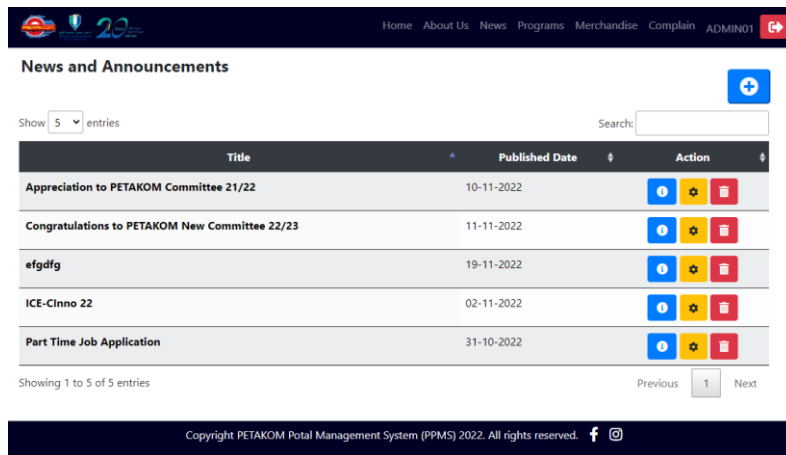 PETAKOM 20 Home About Us News Programs Merchandise Complain ADMIN01
News and Announcements
Show 5 entries Search:
Title Published Date Action
Appreciation to PETAKOM Committee 21/22 10-11-2022
Congratulations to PETAKOM New Committee 22/23 11-11-2022
efgdfg 19-11-2022
ICE-CInno 22 02-11-2022
Part Time Job Application 31-10-2022
Showing 1 to 5 of 5 entries Previous 1 Next
Copyright PETAKOM Potal Management System (PPMS) 2022. All rights reserved.